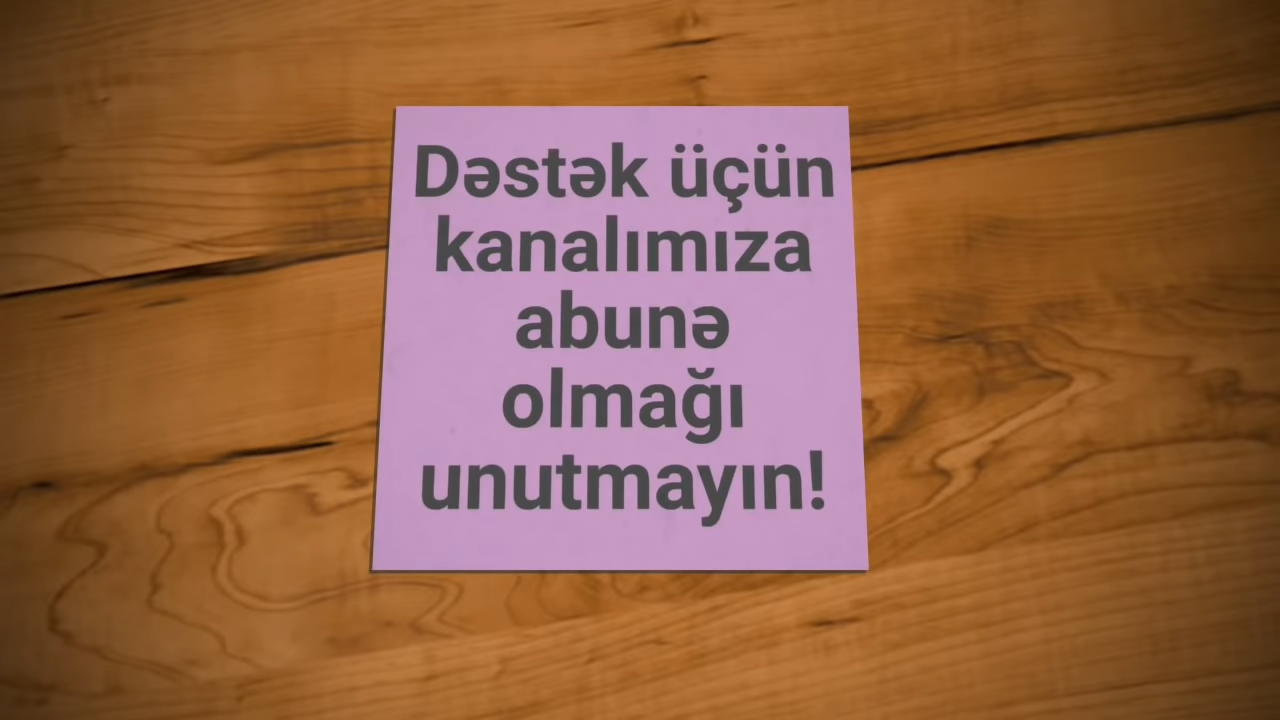 Dəstək üçün
kanalımıza
abunə
olmağı
unutmayın!